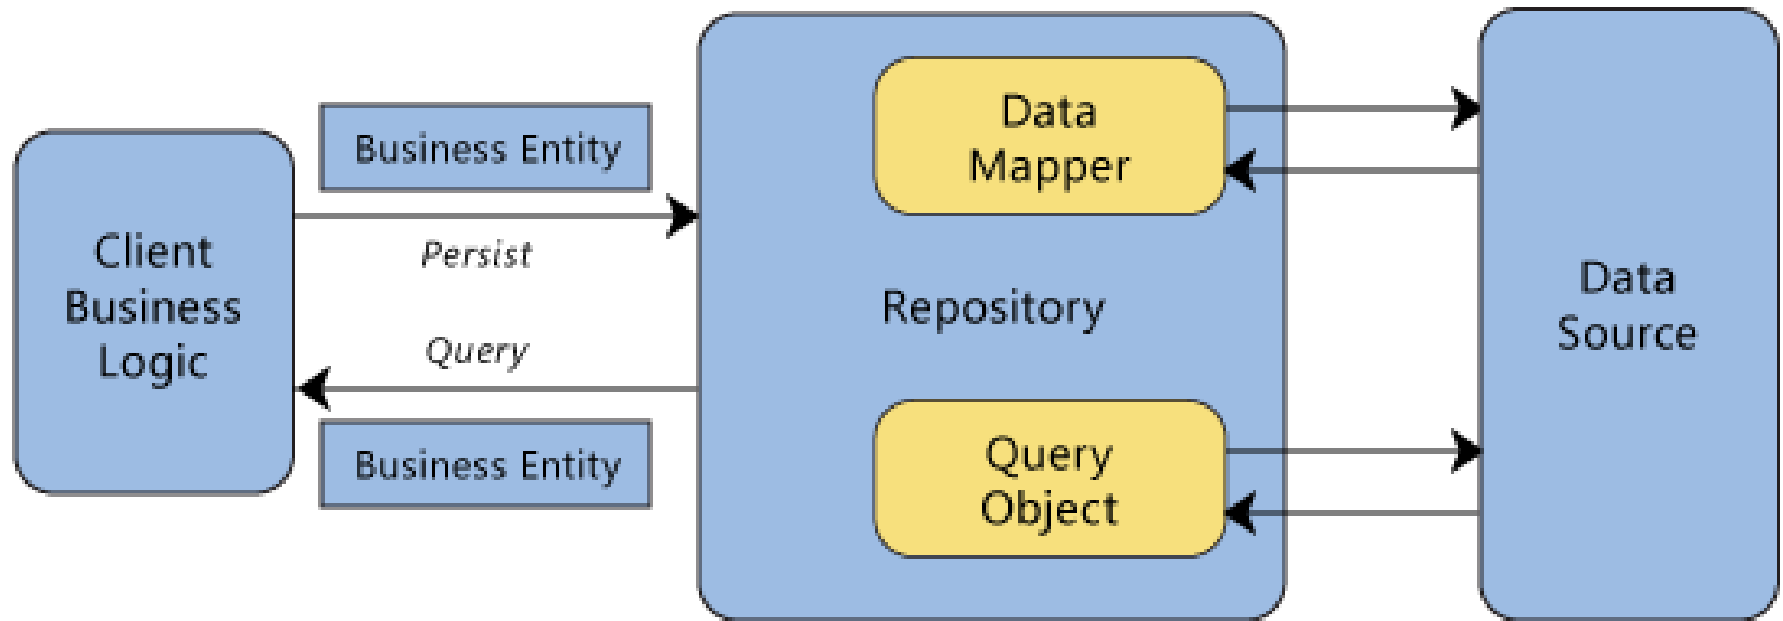 Client
Business
Logic
Business Entity
Persist
Query
Business Entity
Data
Mapper
Repository
Query
Object
Data
Source